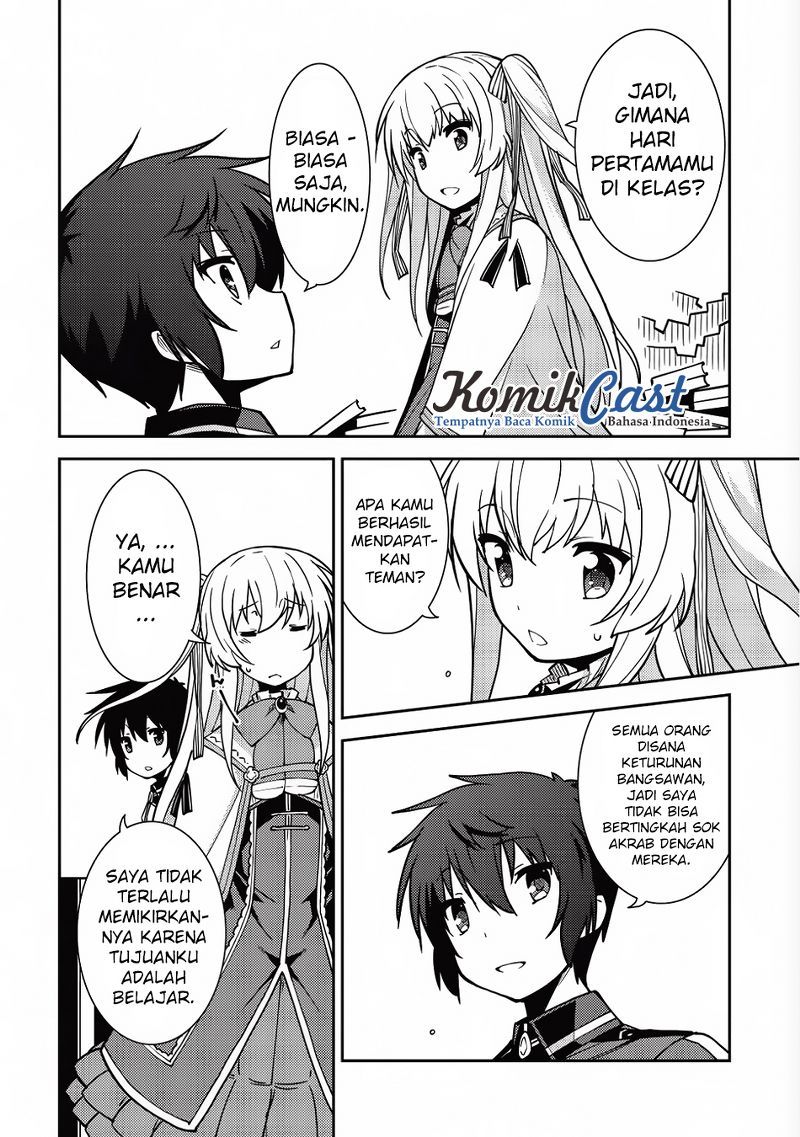 JADI,
GIMANA
HARI
PERTAMAMU
DI KELAS?
BIASA -
BIASA
SAJA,
MUNGKIN.
KomikCast
Tempatnya Baca Komik Bahasa Indonesia
APA KAMU
BERHASIL
MENDAPAT-
KAN
TEMAN?
SEMUA ORANG
DISANA
KETURUNAN
BANGSAWAN,
JADI SAYA
TIDAK BISA
BERTINGKAH SOK
AKRAB DENGAN
MEREKA.
YA, ...
KAMU
BENAR
...
SAYA TIDAK
TERLALU
MEMIKIRKAN-
NYA KARENA
TUJUANKU
ADALAH
BELAJAR.